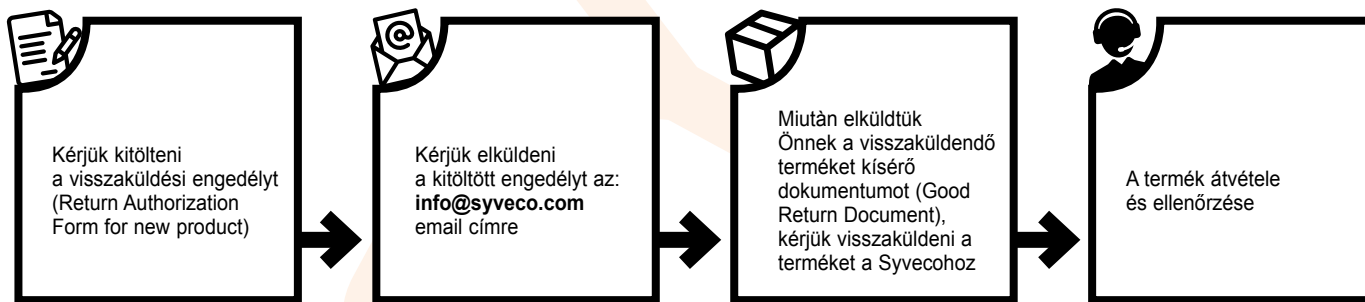 Kérjük kitölteni
a visszaküldési engedélyt
(Return Authorization
Form for new product)
Kérjük elküldeni
a kitöltött engedélyt az:
info@syveco.com
email címre
Miutàn elküldtük
Önnek a visszaküldendő
terméket kísérő
dokumentumot (Good
Return Document),
kérjük visszaküldeni a
terméket a Syvecohoz
A termék átvétele
és ellenőrzése